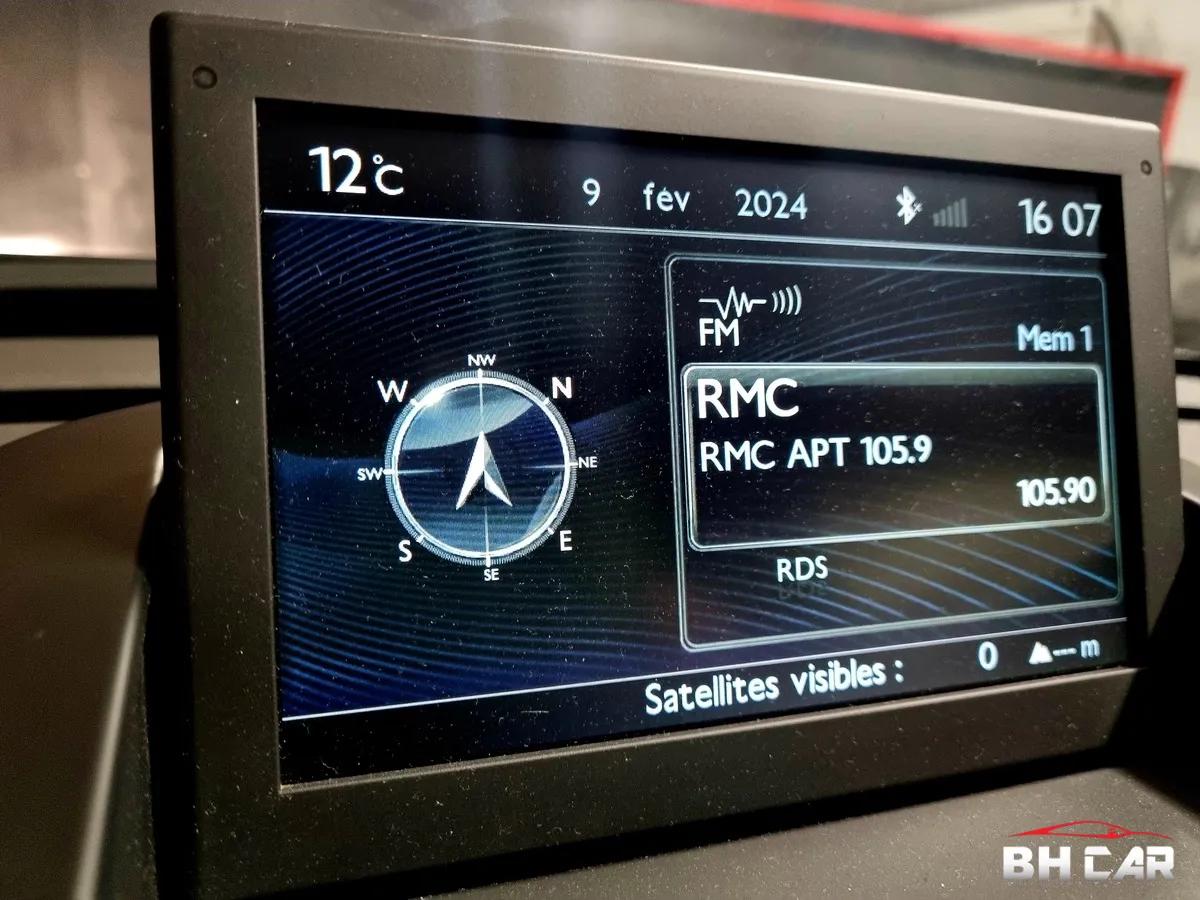 12°C 9 fév 2024 16 07
FM
Mem 1
RMC
RMC APT 105.9
105.90
RDS
NW
W N
SW NE
S E
SE
Satellites visibles : 0 --- m
BH CAR